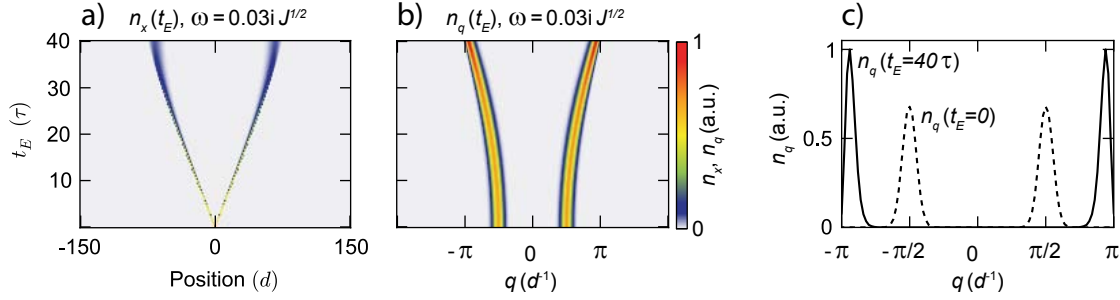 a) n_x(t_E), ω = 0.03i J^{1/2}
40
30
20
10
t_E (τ)
-150 0 150
Position (d)
b) n_q(t_E), ω = 0.03i J^{1/2}
-π 0 π
q (d^{-1})
1
0
n_x, n_q (a.u.)
c)
1
0.5
0
n_q (a.u.)
n_q(t_E=40τ)
n_q(t_E=0)
-π -π/2 0 π/2 π
q (d^{-1})